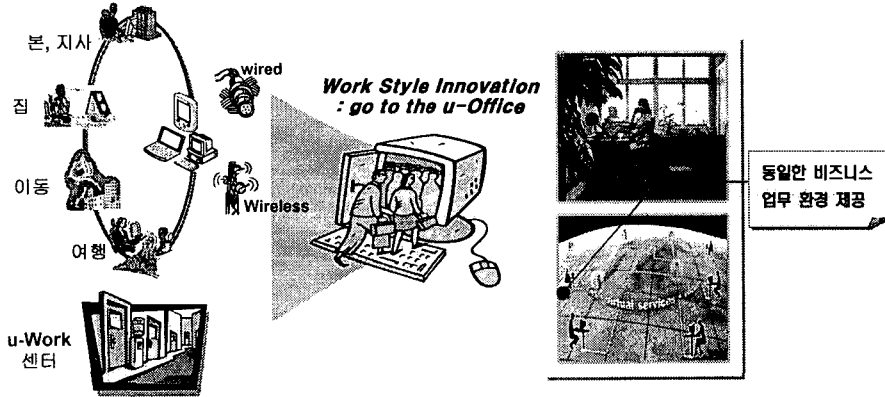 본, 지사
wired
Work Style Innovation
: go to the u-Office
집
이동
Wireless
여행
u-Work
센터
동일한 비즈니스
업무 환경 제공
service